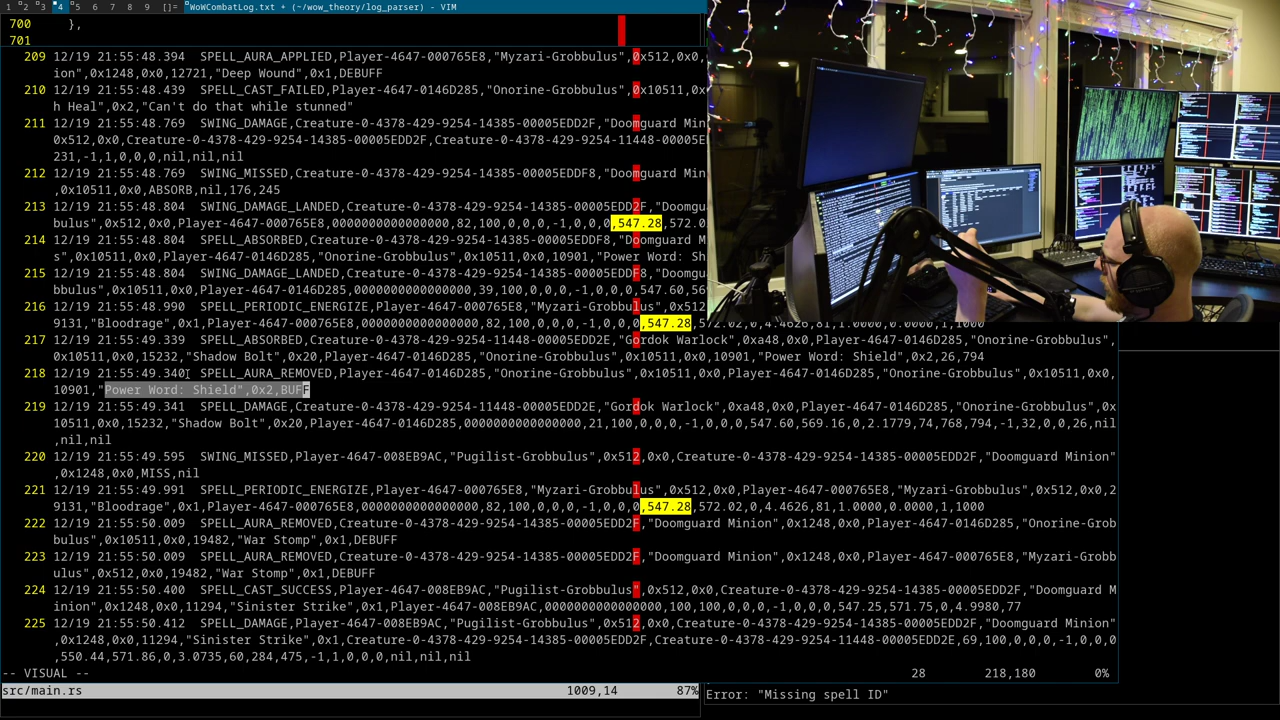 1 2 3 4 5 6 7 8 9 []= WoWCombatLog.txt + (~/wow_theory/log_parser) - VIM
700 },
701
209 12/19 21:55:48.394 SPELL_AURA_APPLIED,Player-4647-000765E8,"Myzari-Grobbulus",0x512,0x0,
ion",0x1248,0x0,12721,"Deep Wound",0x1,DEBUFF
210 12/19 21:55:48.439 SPELL_CAST_FAILED,Player-4647-0146D285,"Onorine-Grobbulus",0x10511,0x0
h Heal",0x2,"Can't do that while stunned"
211 12/19 21:55:48.769 SWING_DAMAGE,Creature-0-4378-429-9254-14385-00005EDD2F,"Doomguard Min
0x512,0x0,Creature-0-4378-429-9254-14385-00005EDD2F,Creature-0-4378-429-9254-11448-00005ED
231,-1,1,0,0,0,nil,nil,nil
212 12/19 21:55:48.769 SWING_MISSED,Creature-0-4378-429-9254-14385-00005EDDF8,"Doomguard Min
,0x10511,0x0,ABSORB,nil,176,245
213 12/19 21:55:48.804 SWING_DAMAGE_LANDED,Creature-0-4378-429-9254-14385-00005EDD2F,"Doomgu
bulus",0x512,0x0,Player-4647-000765E8,0000000000000000,82,100,0,0,0,-1,0,0,0,547.28,572.0
214 12/19 21:55:48.804 SPELL_ABSORBED,Creature-0-4378-429-9254-14385-00005EDDF8,"Doomguard M
s",0x10511,0x0,Player-4647-0146D285,"Onorine-Grobbulus",0x10511,0x0,10901,"Power Word: Sh
215 12/19 21:55:48.804 SWING_DAMAGE_LANDED,Creature-0-4378-429-9254-14385-00005EDDF8,"Doomgu
bbulus",0x10511,0x0,Player-4647-0146D285,0000000000000000,39,100,0,0,0,-1,0,0,0,547.60,56
216 12/19 21:55:48.990 SPELL_PERIODIC_ENERGIZE,Player-4647-000765E8,"Myzari-Grobbulus",0x512
9131,"Bloodrage",0x1,Player-4647-000765E8,0000000000000000,82,100,0,0,0,-1,0,0,0,547.28,572.02,0,4.4626,81,1.0000,0.0000,1,1000
217 12/19 21:55:49.339 SPELL_ABSORBED,Creature-0-4378-429-9254-11448-00005EDD2E,"Gordok Warlock",0xa48,0x0,Player-4647-0146D285,"Onorine-Grobbulus",
0x10511,0x0,15232,"Shadow Bolt",0x20,Player-4647-0146D285,"Onorine-Grobbulus",0x10511,0x0,10901,"Power Word: Shield",0x2,26,794
218 12/19 21:55:49.340 SPELL_AURA_REMOVED,Player-4647-0146D285,"Onorine-Grobbulus",0x10511,0x0,Player-4647-0146D285,"Onorine-Grobbulus",0x10511,0x0,
10901,"Power Word: Shield",0x2,BUFF
219 12/19 21:55:49.341 SPELL_DAMAGE,Creature-0-4378-429-9254-11448-00005EDD2E,"Gordok Warlock",0xa48,0x0,Player-4647-0146D285,"Onorine-Grobbulus",0x
10511,0x0,15232,"Shadow Bolt",0x20,Player-4647-0146D285,0000000000000000,21,100,0,0,0,-1,0,0,0,547.60,569.16,0,2.1779,74,768,794,-1,32,0,0,26,nil
,nil,nil
220 12/19 21:55:49.595 SWING_MISSED,Player-4647-008EB9AC,"Pugilist-Grobbulus",0x512,0x0,Creature-0-4378-429-9254-14385-00005EDD2F,"Doomguard Minion"
,0x1248,0x0,MISS,nil
221 12/19 21:55:49.991 SPELL_PERIODIC_ENERGIZE,Player-4647-000765E8,"Myzari-Grobbulus",0x512,0x0,Player-4647-000765E8,"Myzari-Grobbulus",0x512,0x0,2
9131,"Bloodrage",0x1,Player-4647-000765E8,0000000000000000,82,100,0,0,0,-1,0,0,0,547.28,572.02,0,4.4626,81,1.0000,0.0000,1,1000
222 12/19 21:55:50.009 SPELL_AURA_REMOVED,Creature-0-4378-429-9254-14385-00005EDD2F,"Doomguard Minion",0x1248,0x0,Player-4647-0146D285,"Onorine-Grob
bulus",0x10511,0x0,19482,"War Stomp",0x1,DEBUFF
223 12/19 21:55:50.009 SPELL_AURA_REMOVED,Creature-0-4378-429-9254-14385-00005EDD2F,"Doomguard Minion",0x1248,0x0,Player-4647-000765E8,"Myzari-Grobb
ulus",0x512,0x0,19482,"War Stomp",0x1,DEBUFF
224 12/19 21:55:50.400 SPELL_CAST_SUCCESS,Player-4647-008EB9AC,"Pugilist-Grobbulus",0x512,0x0,Creature-0-4378-429-9254-14385-00005EDD2F,"Doomguard M
inion",0x1248,0x0,11294,"Sinister Strike",0x1,Player-4647-008EB9AC,0000000000000000,100,100,0,0,0,-1,0,0,0,547.25,571.75,0,4.9980,77
225 12/19 21:55:50.412 SPELL_DAMAGE,Player-4647-008EB9AC,"Pugilist-Grobbulus",0x512,0x0,Creature-0-4378-429-9254-14385-00005EDD2F,"Doomguard Minion"
,0x1248,0x0,11294,"Sinister Strike",0x1,Creature-0-4378-429-9254-14385-00005EDD2F,Creature-0-4378-429-9254-11448-00005EDD2E,69,100,0,0,0,-1,0,0,0
,550.44,571.86,0,3.0735,60,284,475,-1,1,0,0,0,nil,nil,nil
-- VISUAL -- 28 218,180 0%
src/main.rs 1009,14 87%
Error: "Missing spell ID"